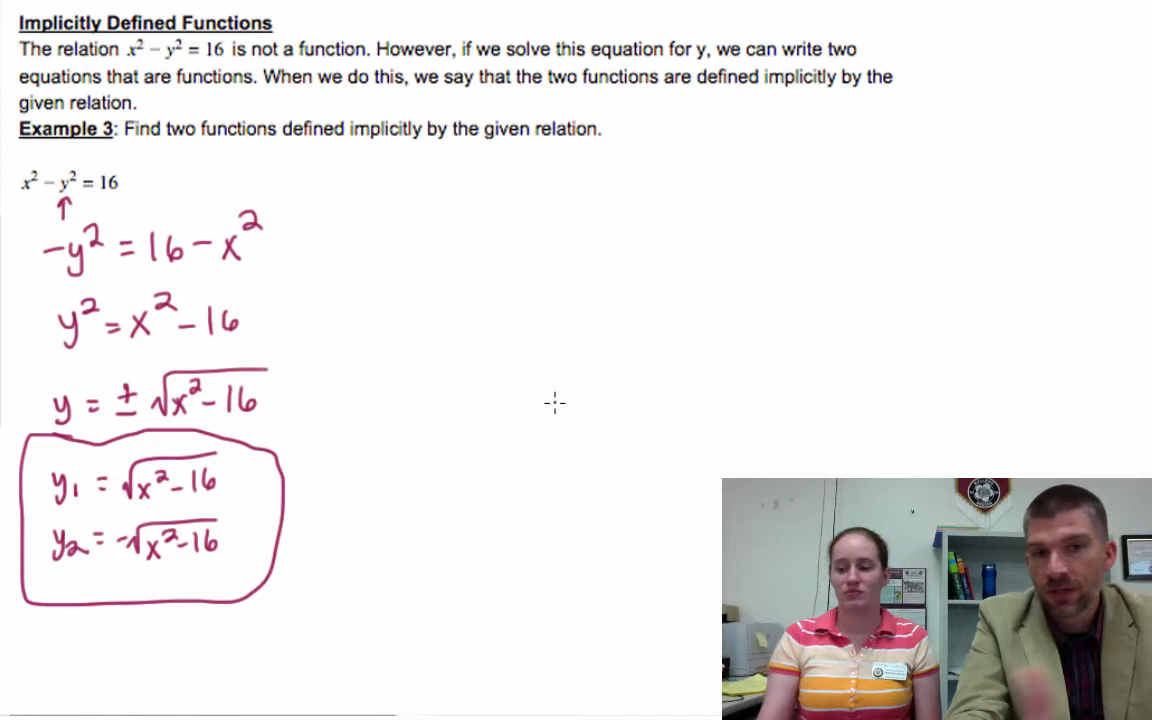 Implicitly Defined Functions
The relation x² − y² = 16 is not a function. However, if we solve this equation for y, we can write two
equations that are functions. When we do this, we say that the two functions are defined implicitly by the
given relation.
Example 3: Find two functions defined implicitly by the given relation.
x² − y² = 16
-y² = 16 - x²
y² = x² - 16
y = ± √x² - 16
y₁ = √x² - 16
y₂ = -√x² - 16